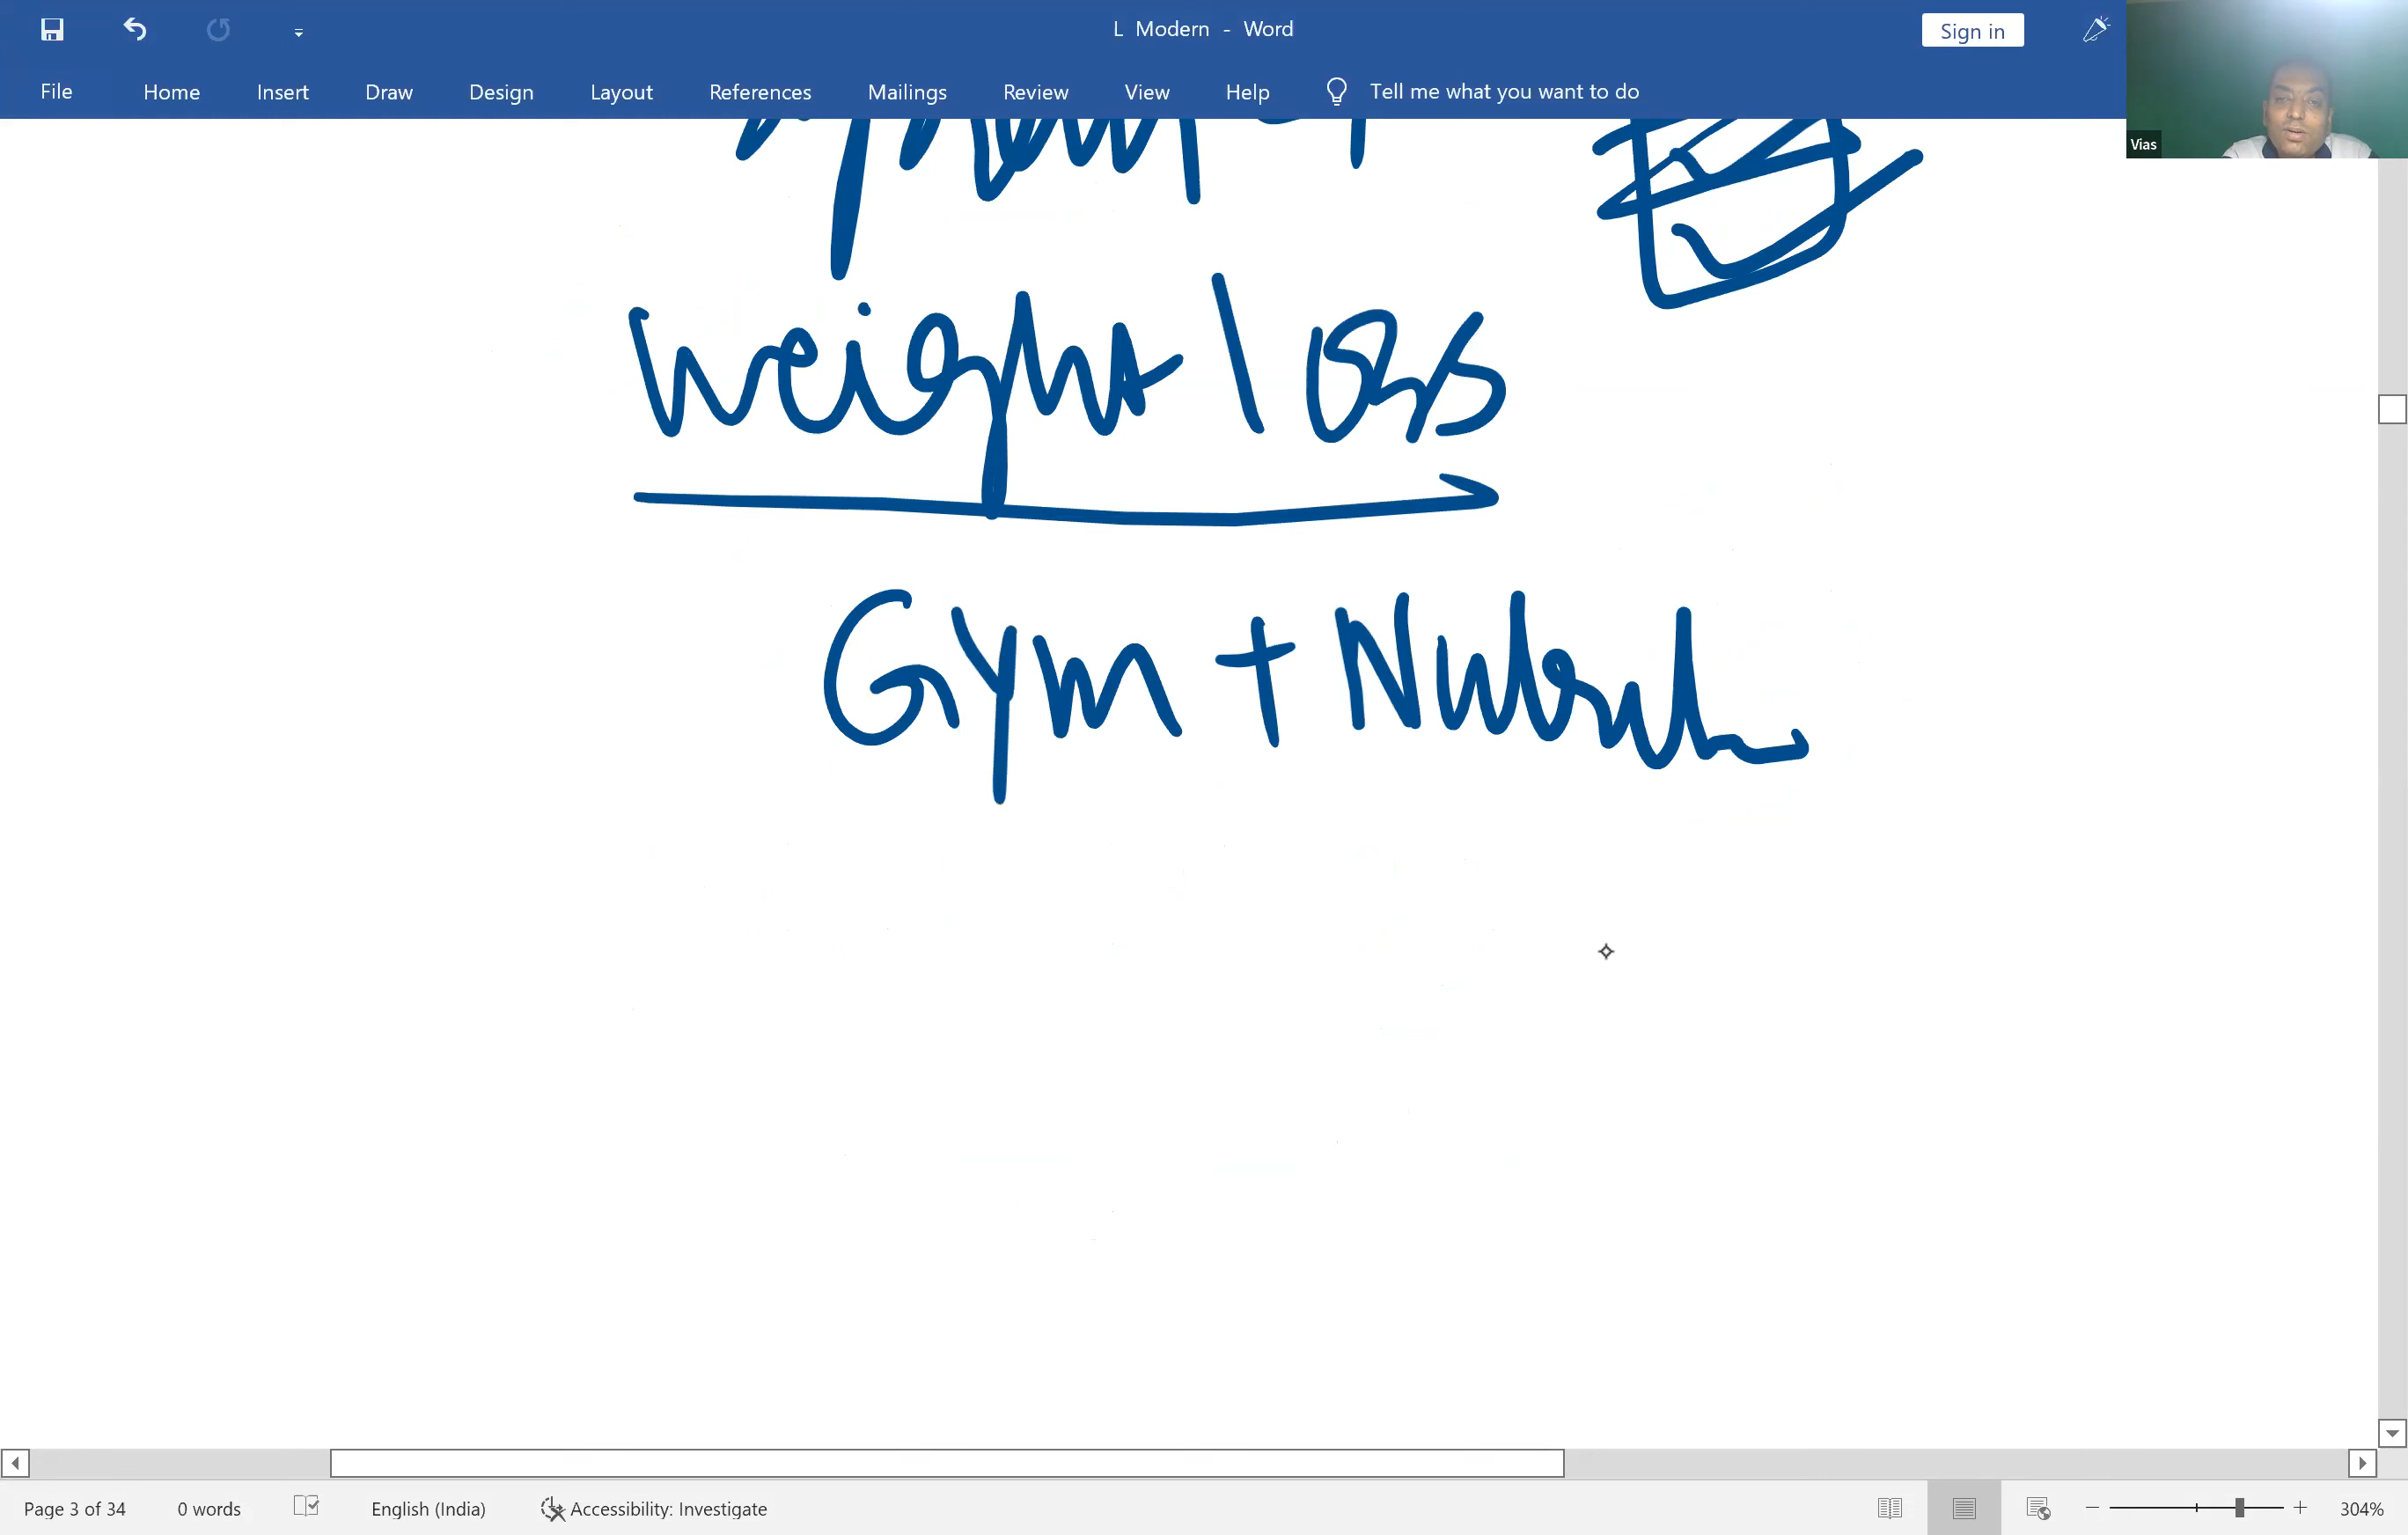 L Modern - Word
Sign in
File Home Insert Draw Design Layout References Mailings Review View Help Tell me what you want to do
Vias
weight loss
Gym +
Page 3 of 34 0 words English (India) Accessibility: Investigate 304%